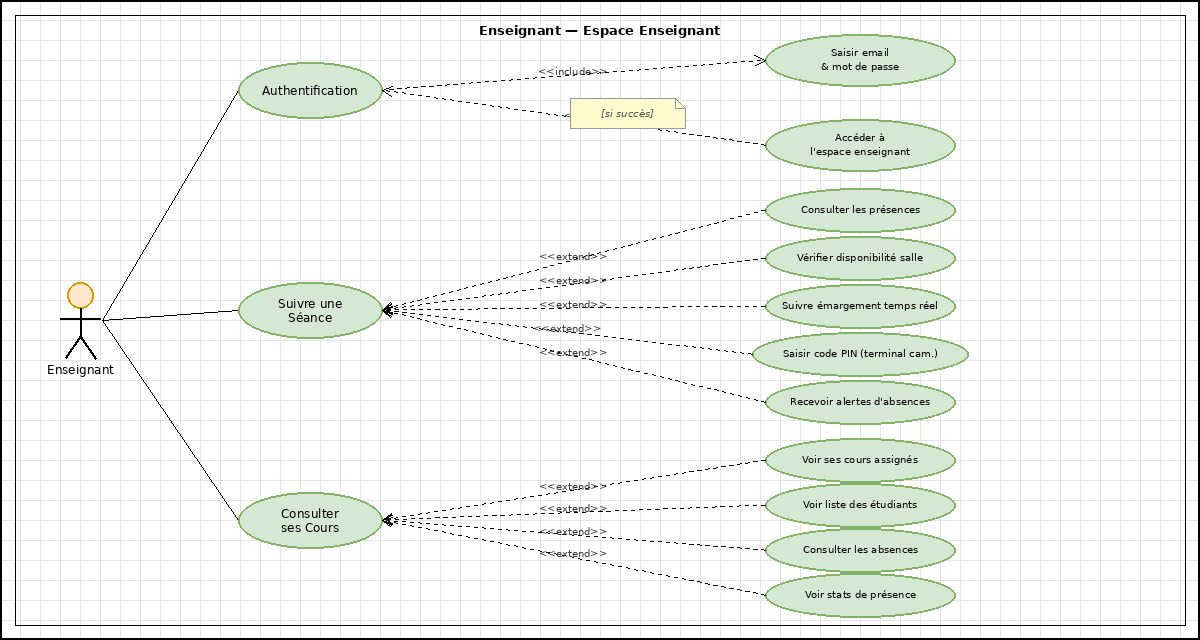 Enseignant — Espace Enseignant
Saisir email
& mot de passe
<<include>>
Authentification
[si succès]
Accéder à
l'espace enseignant
Consulter les présences
<<extend>>
Vérifier disponibilité salle
<<extend>>
Suivre une
Séance
<<extend>>
Suivre émargement temps réel
<<extend>>
Saisir code PIN (terminal cam.)
<<extend>>
Recevoir alertes d'absences
Enseignant
Voir ses cours assignés
<<extend>>
Voir liste des étudiants
<<extend>>
Consulter
ses Cours
<<extend>>
Consulter les absences
<<extend>>
Voir stats de présence